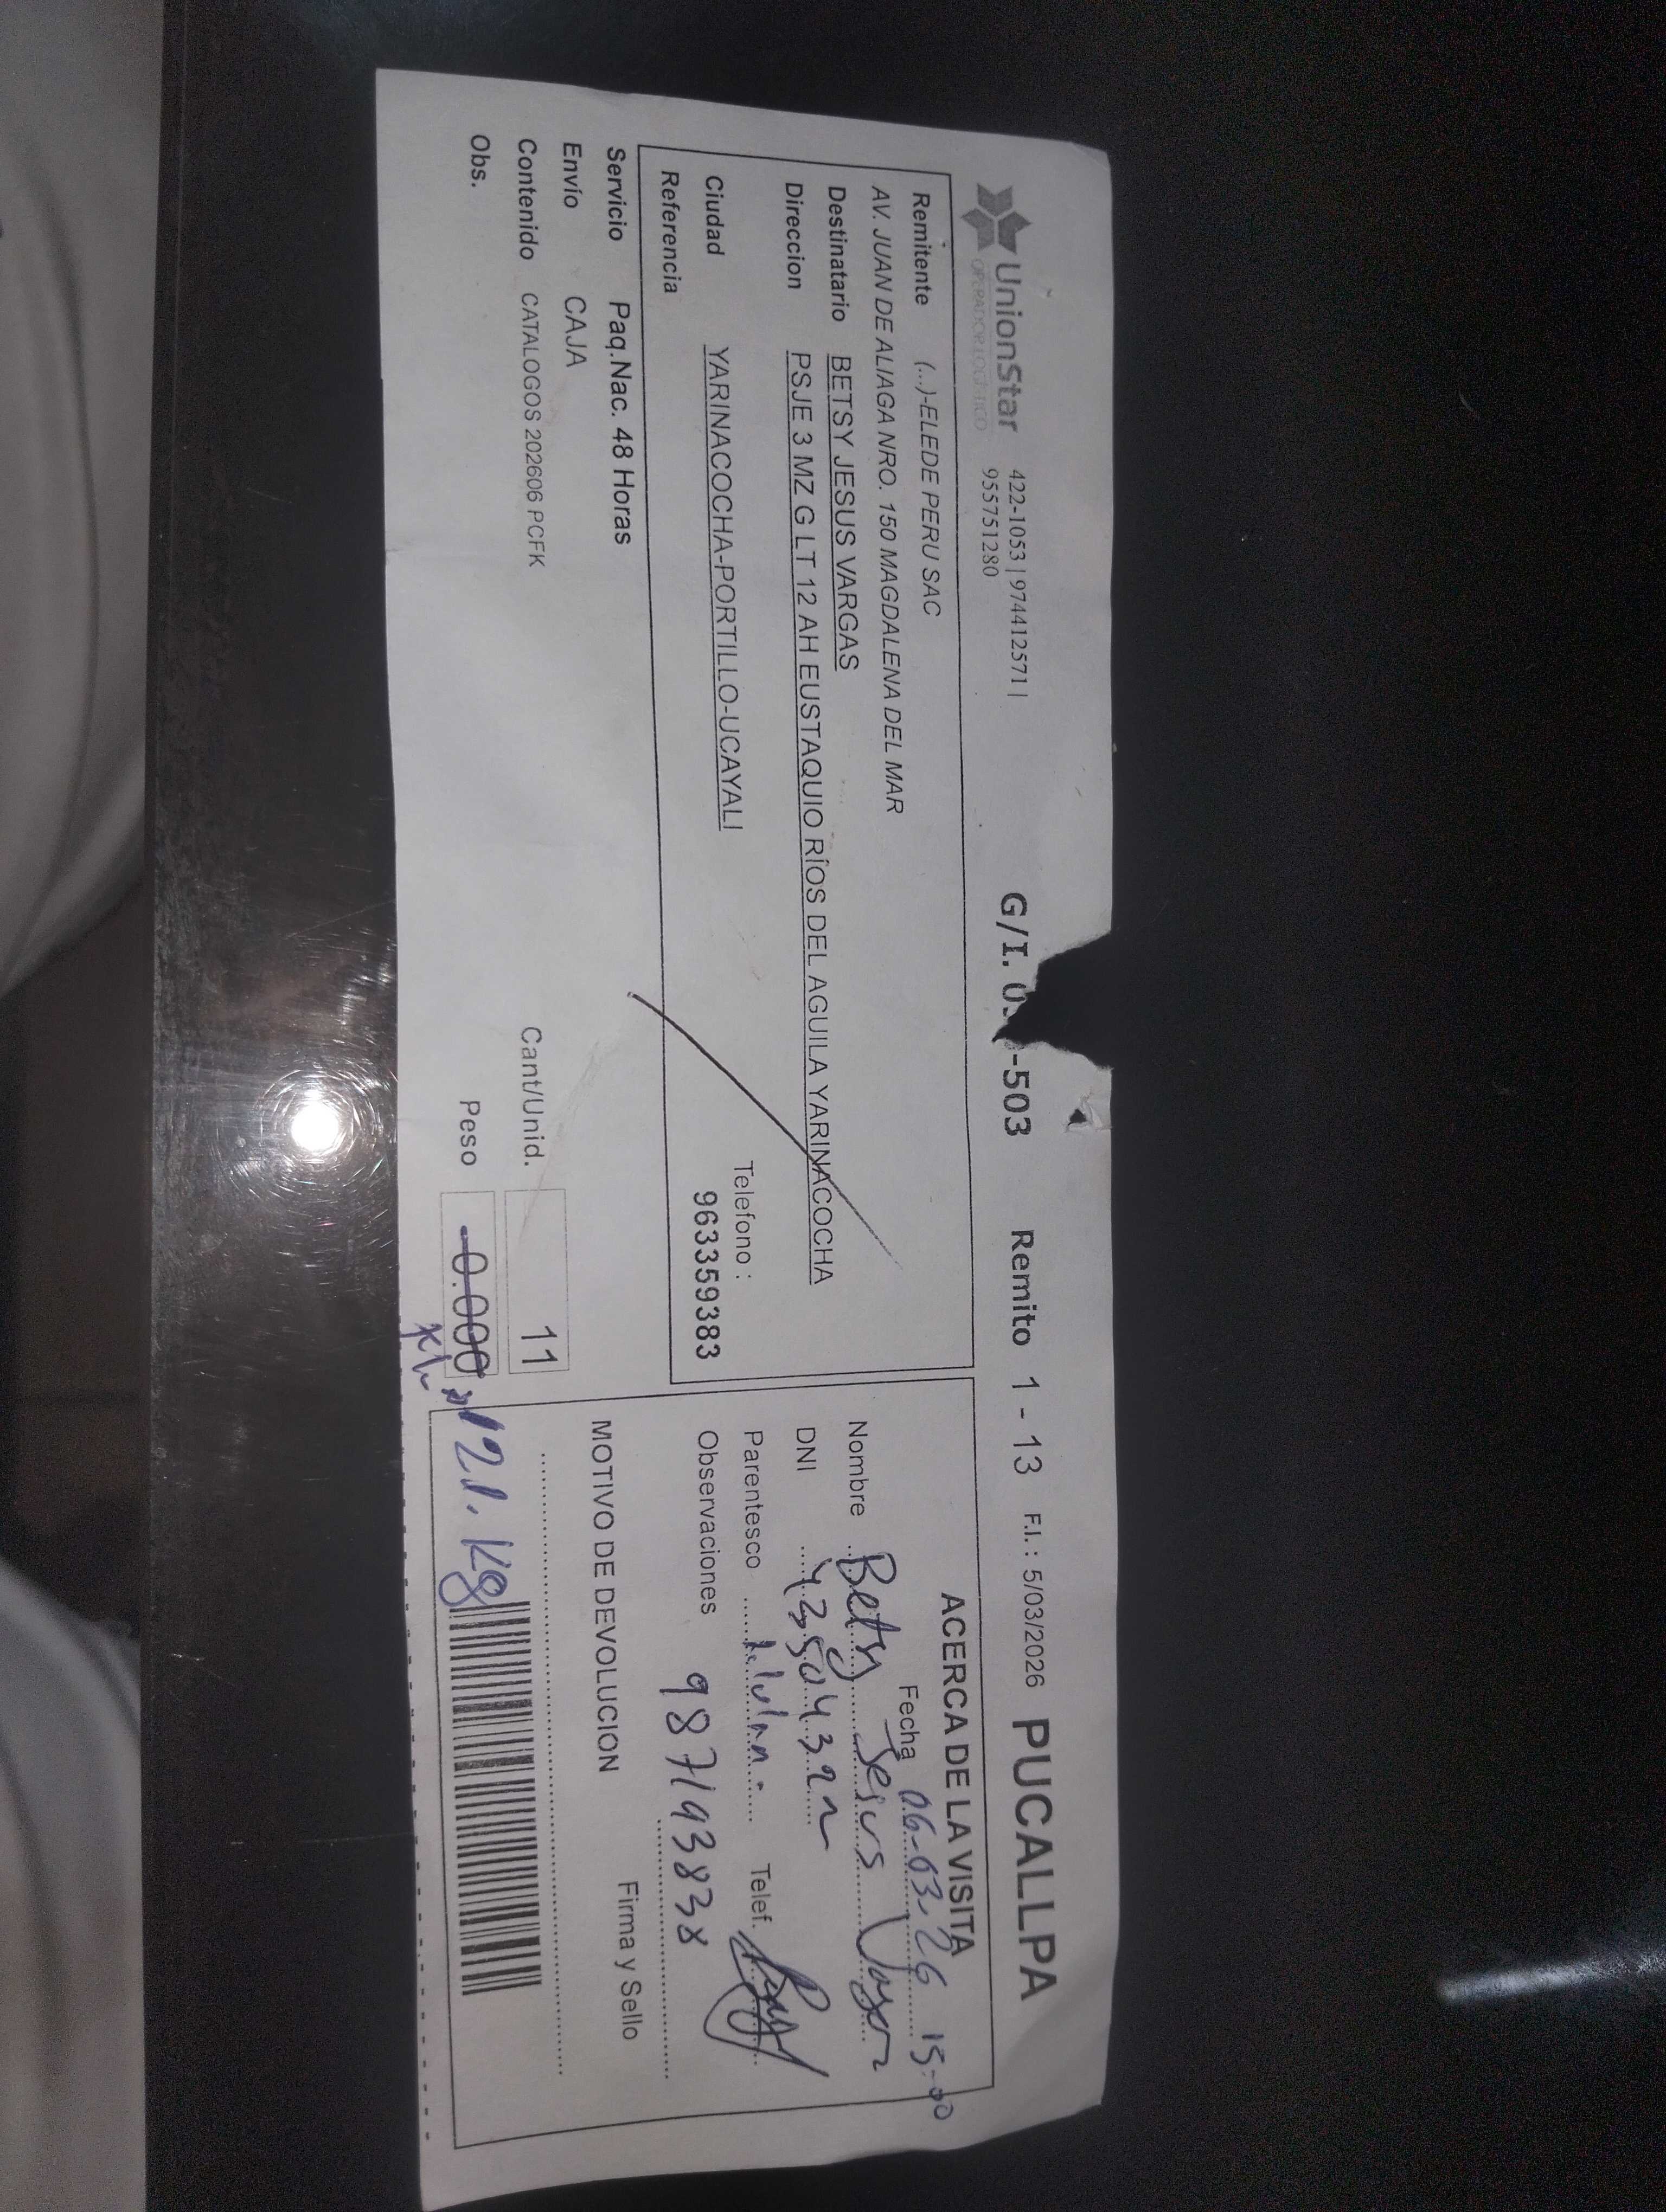 UnionStar 422-1053 | 974412571 |
OPERADOR LOGISTICO 955751280
G/I. -503 Remito 1 - 13 F.I. : 5/03/2026 PUCALLPA
Remitente (...)-ELEDE PERU SAC
AV. JUAN DE ALIAGA NRO. 150 MAGDALENA DEL MAR
Destinatario BETSY JESUS VARGAS
Direccion PSJE 3 MZ G LT 12 AH EUSTAQUIO RÍOS DEL AGUILA YARINACOCHA
Telefono :
Ciudad YARINACOCHA-PORTILLO-UCAYALI 963359383
Referencia
Servicio Paq.Nac. 48 Horas
Envío CAJA
Contenido CATALOGOS 202606 PCFK
Cant/Unid. 11
Obs.
Peso 0.000
121. Kg
ACERCA DE LA VISITA
Fecha 06-03-26 15:00
Nombre Betsy Jesus
DNI
Parentesco
Telef.
Observaciones
987193838
MOTIVO DE DEVOLUCION
Firma y Sello